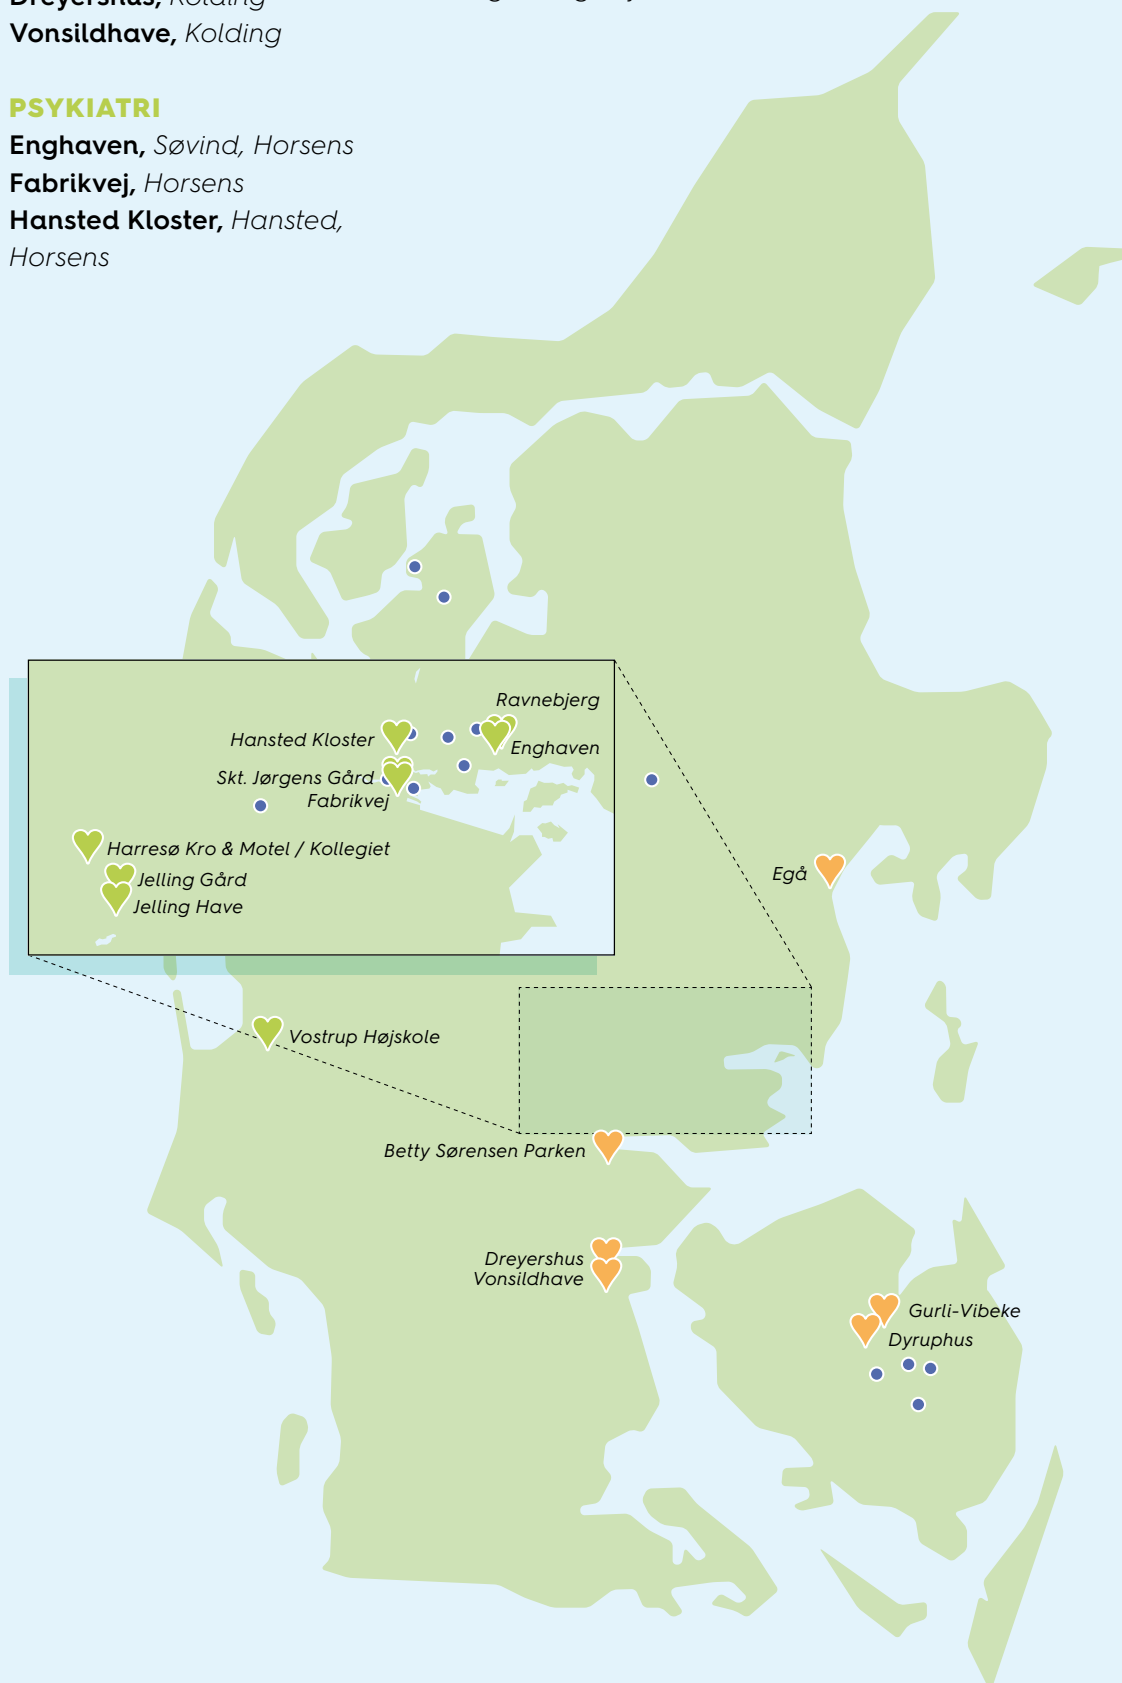 Dreyershus, Kolding
Vonsildhave, Kolding
PSYKIATRI
Enghaven, Søvind, Horsens
Fabrikvej, Horsens
Hansted Kloster, Hansted,
Horsens
Ravnebjerg
Hansted Kloster
Enghaven
Skt. Jørgens Gård
Fabrikvej
Harresø Kro & Motel / Kollegiet
Jelling Gård
Jelling Have
Egå
Vostrup Højskole
Betty Sørensen Parken
Dreyershus
Vonsildhave
Gurli-Vibeke
Dyruphus